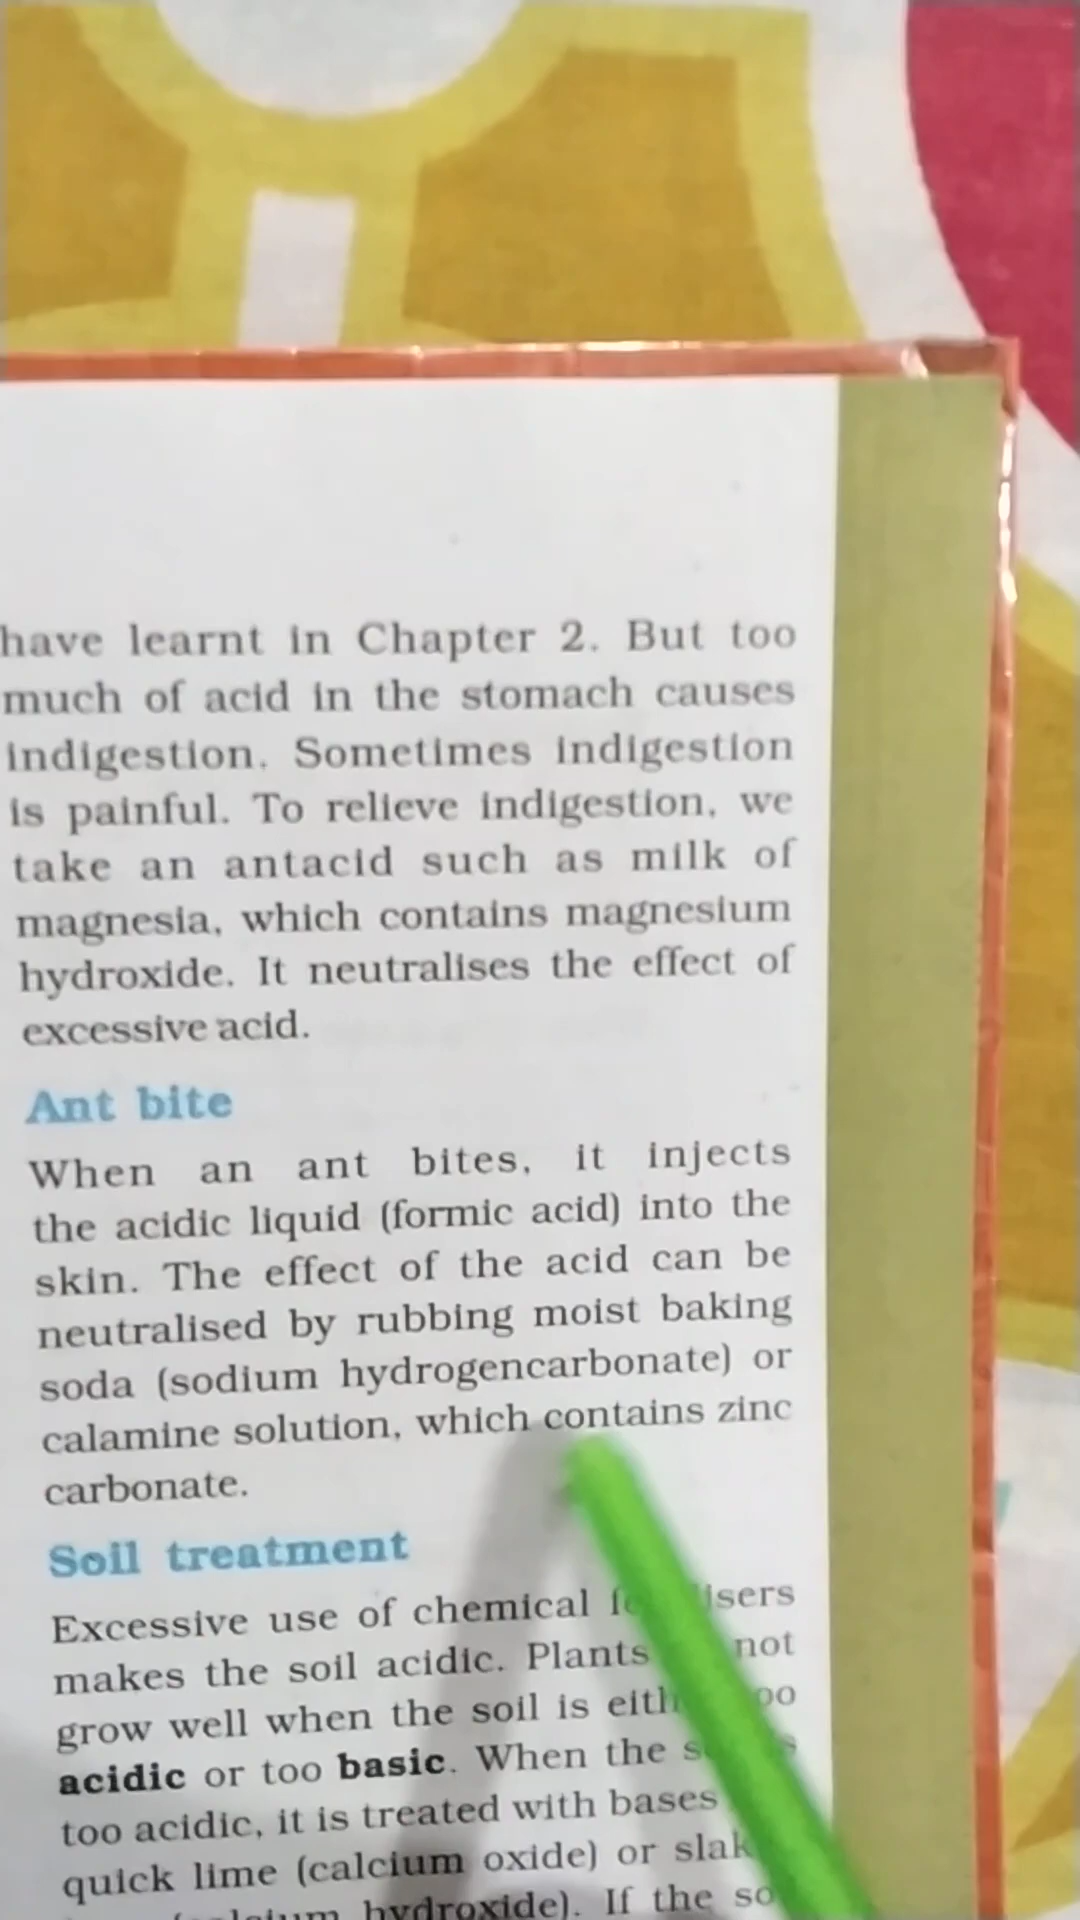 have learnt in Chapter 2. But too
much of acid in the stomach causes
indigestion. Sometimes indigestion
is painful. To relieve indigestion, we
take an antacid such as milk of
magnesia, which contains magnesium
hydroxide. It neutralises the effect of
excessive acid.
Ant bite
When an ant bites, it injects
the acidic liquid (formic acid) into the
skin. The effect of the acid can be
neutralised by rubbing moist baking
soda (sodium hydrogencarbonate) or
calamine solution, which contains zinc
carbonate.
Soil treatment
Excessive use of chemical
makes the soil acidic. Plants not
grow well when the soil is
acidic or too basic. When the
too acidic, it is treated with bases
quick lime (calcium oxide) or
hydroxide). If the